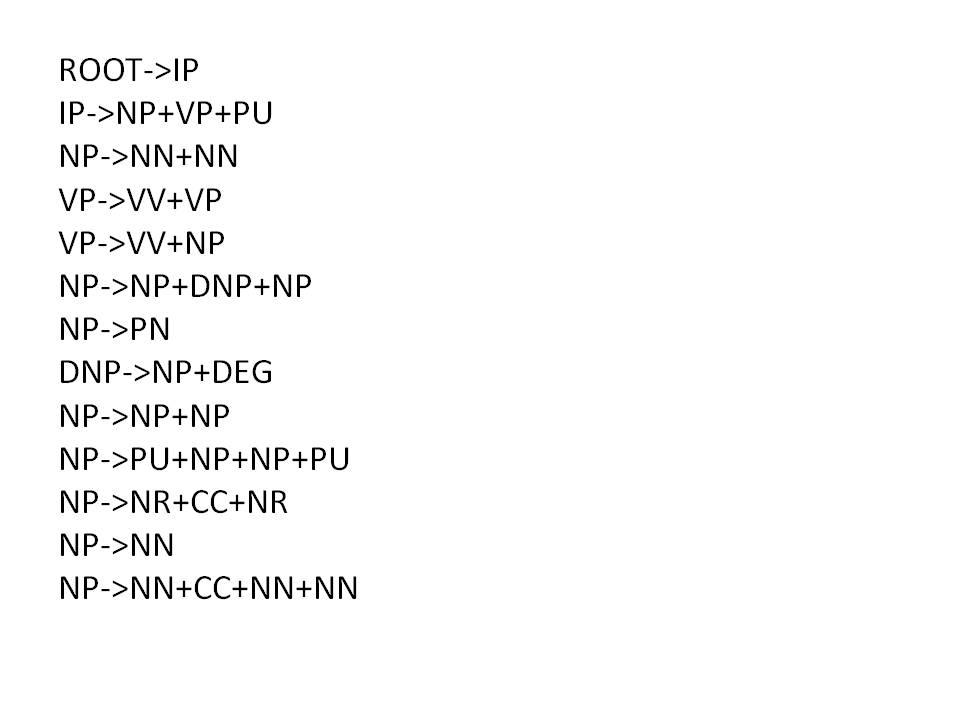 ROOT->IP
IP->NP+VP+PU
NP->NN+NN
VP->VV+VP
VP->VV+NP
NP->NP+DNP+NP
NP->PN
DNP->NP+DEG
NP->NP+NP
NP->PU+NP+NP+PU
NP->NR+CC+NR
NP->NN
NP->NN+CC+NN+NN